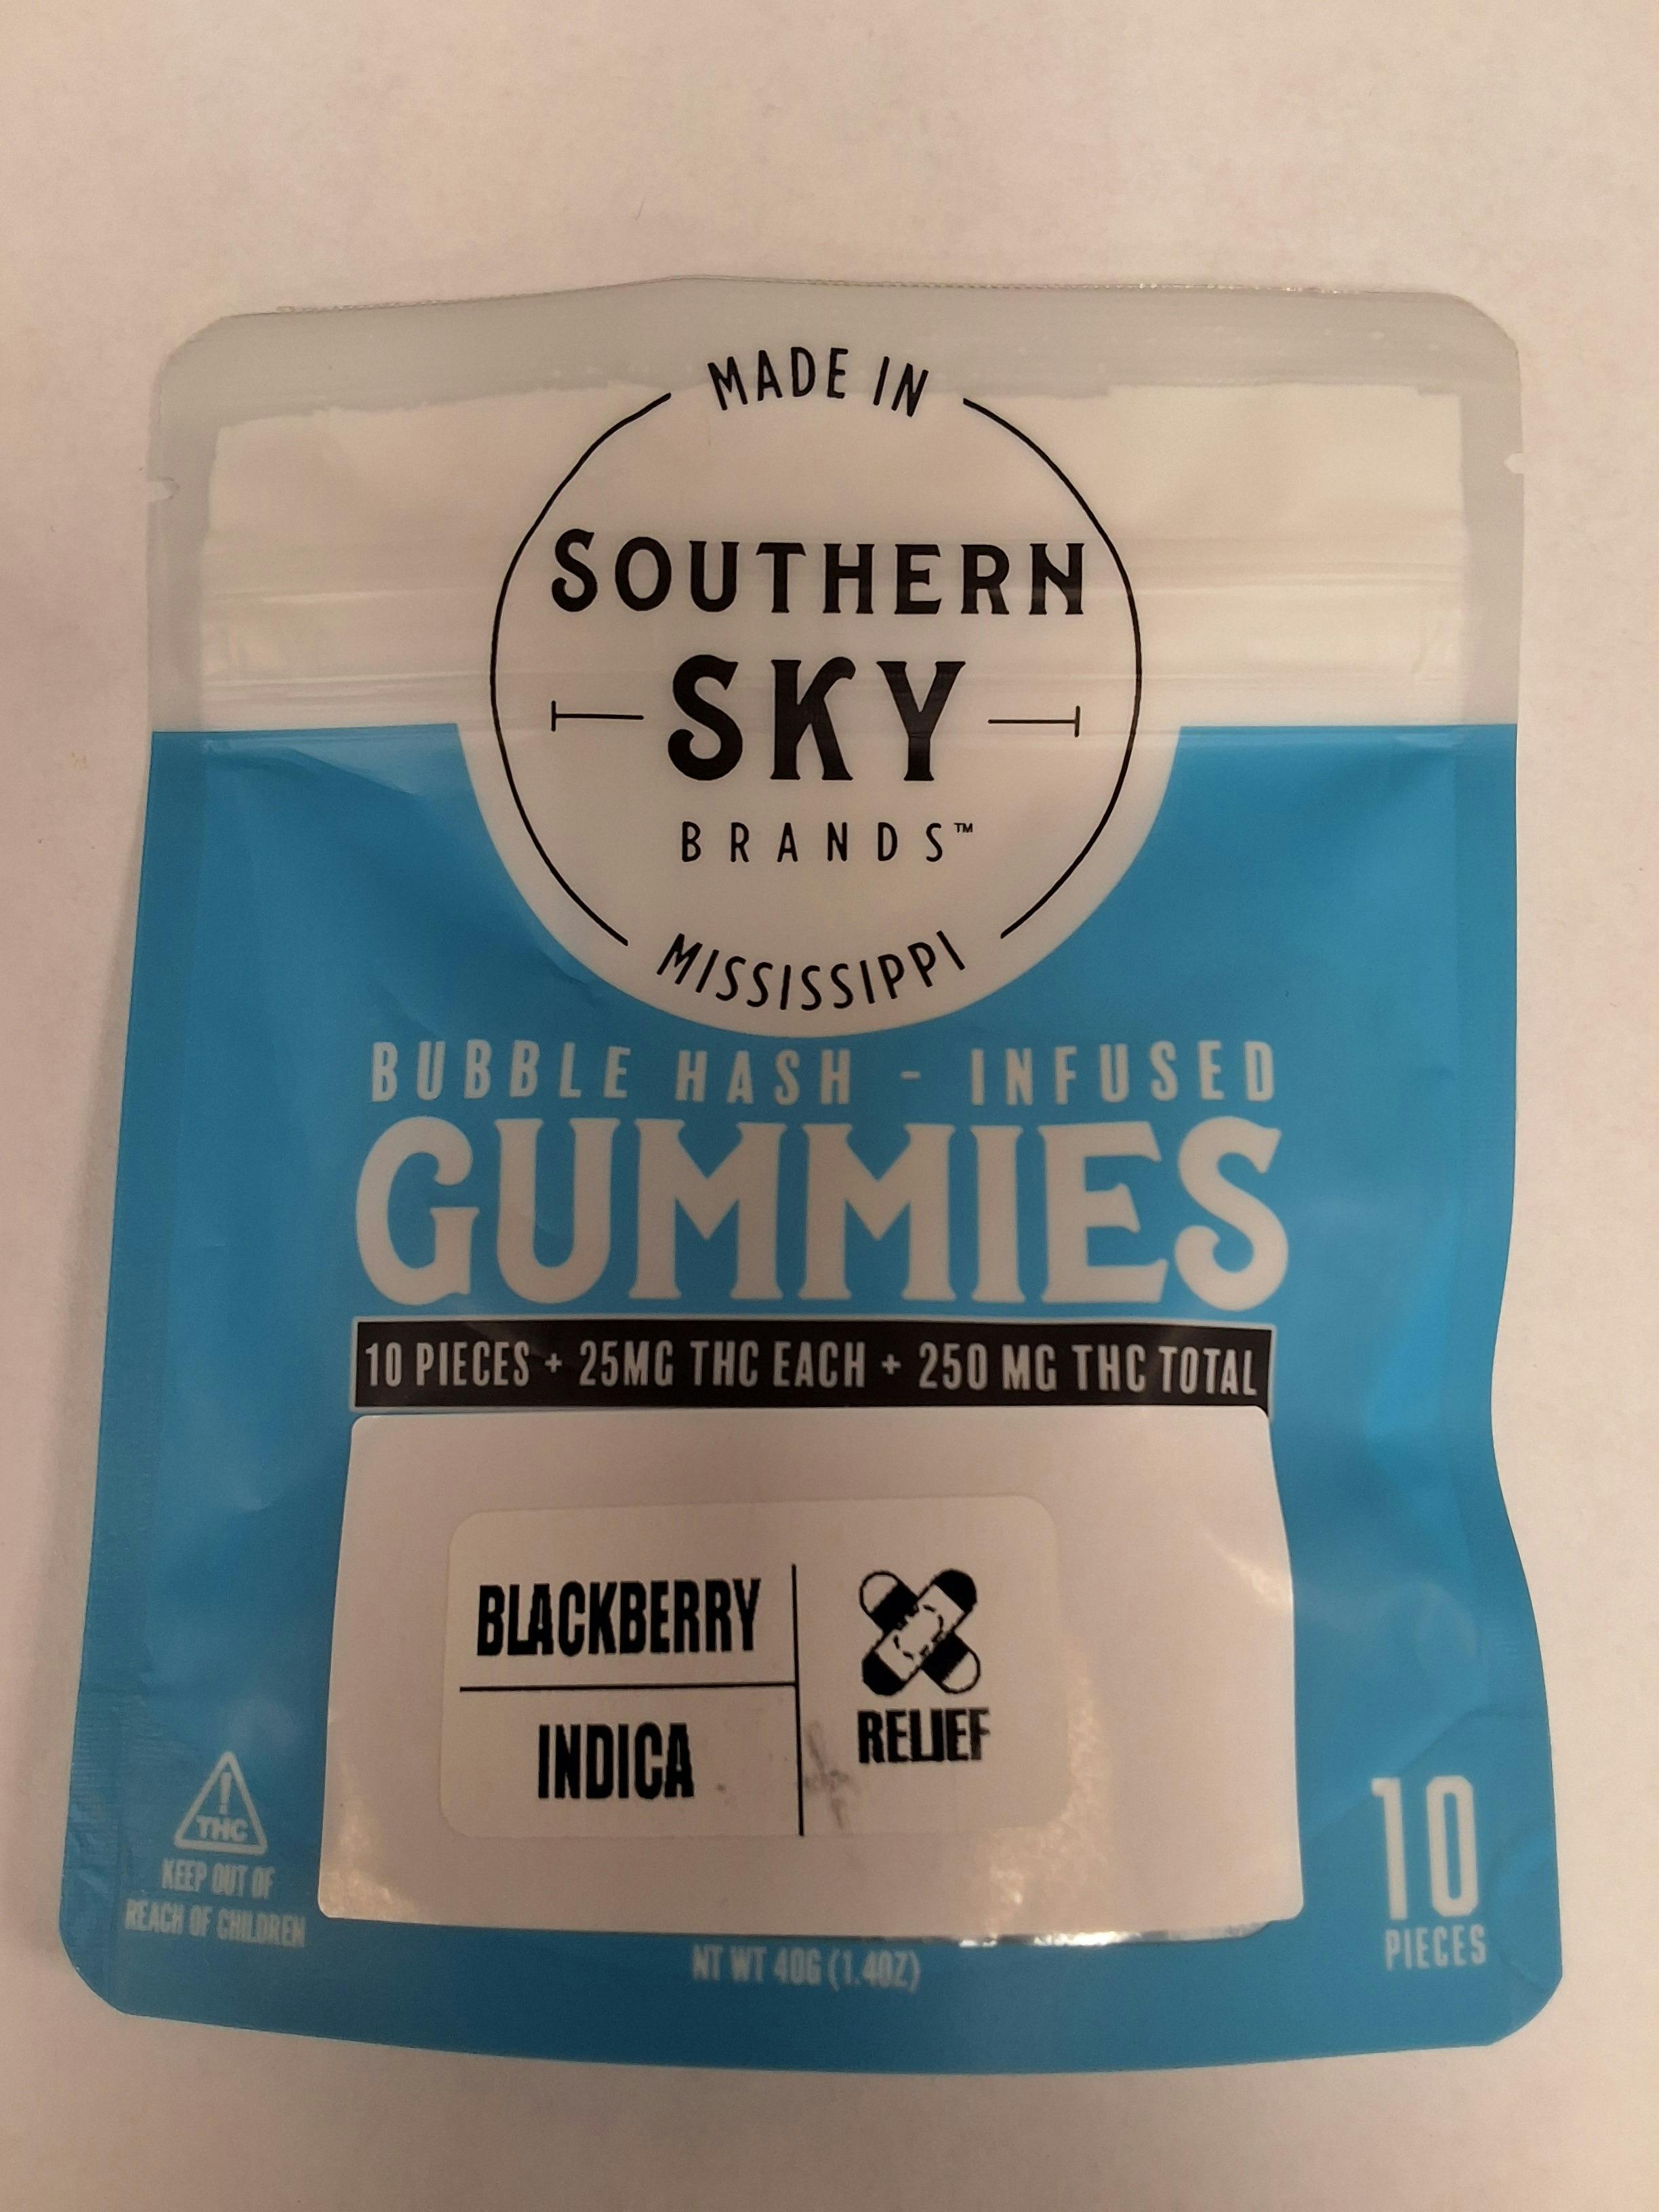 MADE IN
SOUTHERN
SKY
BRANDS™
MISSISSIPPI
BUBBLE HASH - INFUSED
GUMMIES
10 PIECES + 25MG THC EACH + 250 MG THC TOTAL
BLACKBERRY
INDICA
RELIEF
!
THC
KEEP OUT OF
REACH OF CHILDREN
NT WT 40G (1.4OZ)
10
PIECES